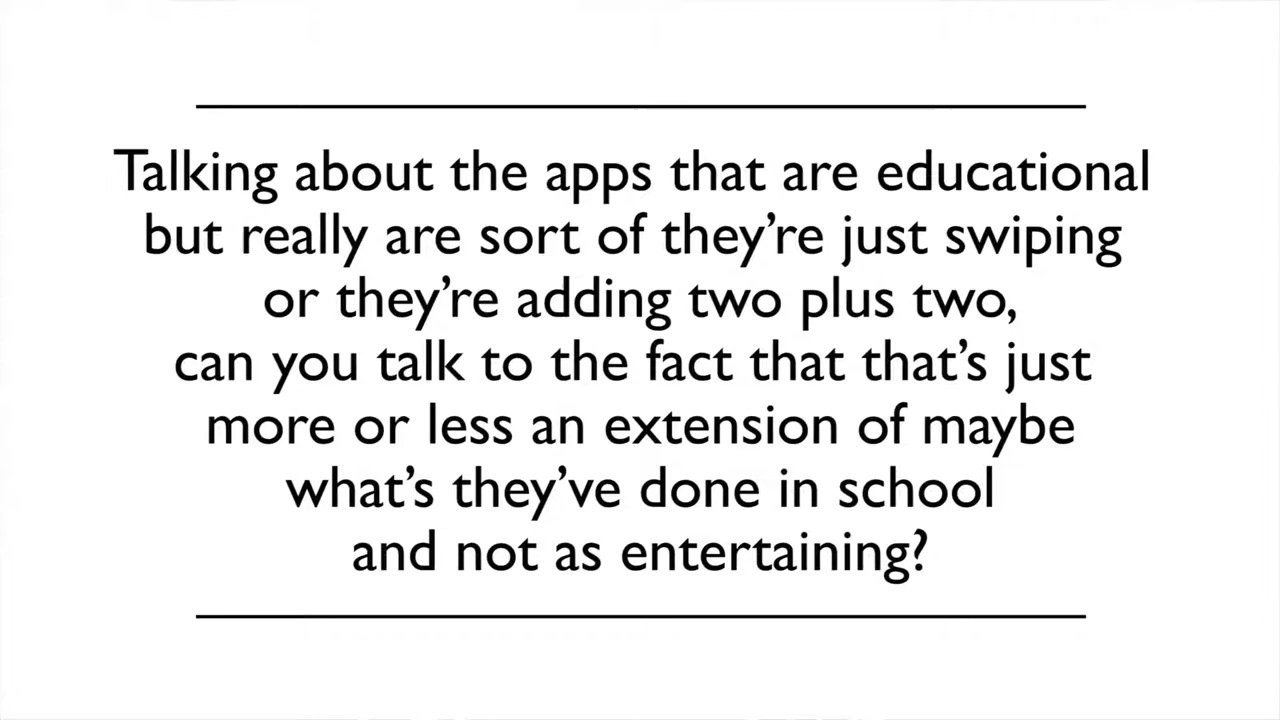 Talking about the apps that are educational
but really are sort of they’re just swiping
or they’re adding two plus two,
can you talk to the fact that that’s just
more or less an extension of maybe
what’s they’ve done in school
and not as entertaining?